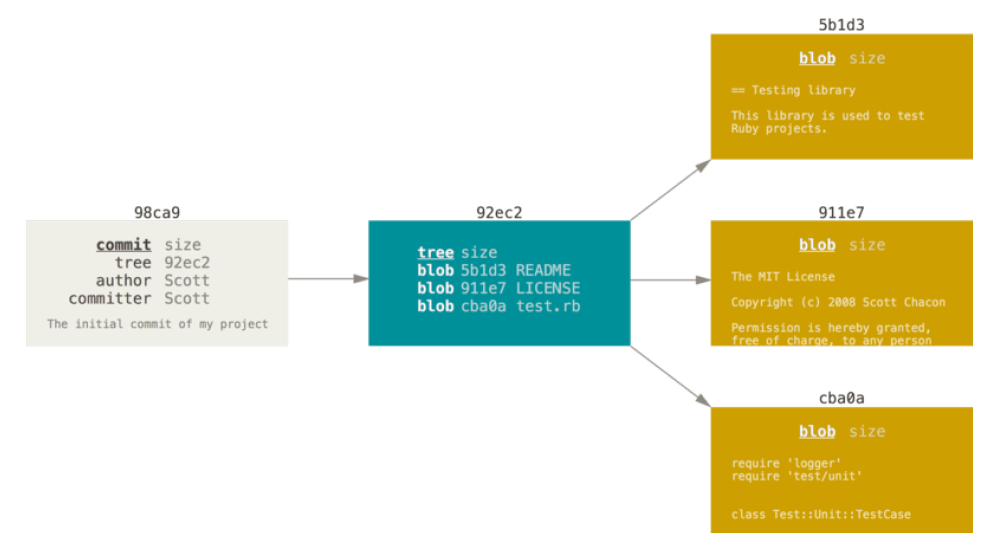 98ca9
commit size
tree 92ec2
author Scott
committer Scott
The initial commit of my project
92ec2
tree size
blob 5b1d3 README
blob 911e7 LICENSE
blob cba0a test.rb
5b1d3
blob size
== Testing library
This library is used to test
Ruby projects.
911e7
blob size
The MIT License
Copyright (c) 2008 Scott Chacon
Permission is hereby granted,
free of charge, to any person
cba0a
blob size
require 'logger'
require 'test/unit'
class Test::Unit::TestCase